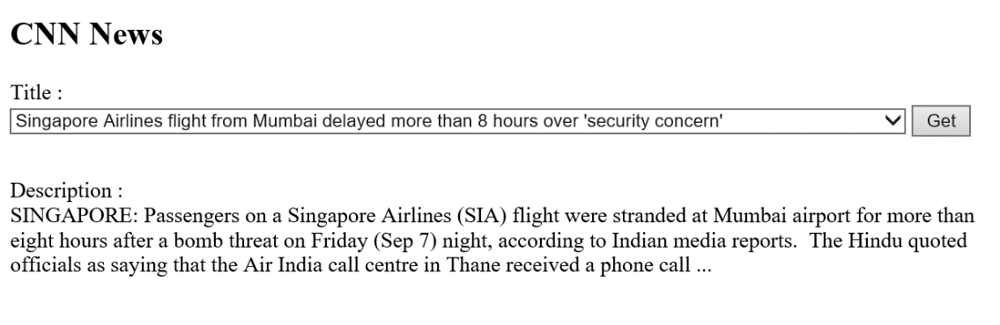 CNN News
Title :
Singapore Airlines flight from Mumbai delayed more than 8 hours over 'security concern'
Get
Description :
SINGAPORE: Passengers on a Singapore Airlines (SIA) flight were stranded at Mumbai airport for more than
eight hours after a bomb threat on Friday (Sep 7) night, according to Indian media reports.  The Hindu quoted
officials as saying that the Air India call centre in Thane received a phone call ...